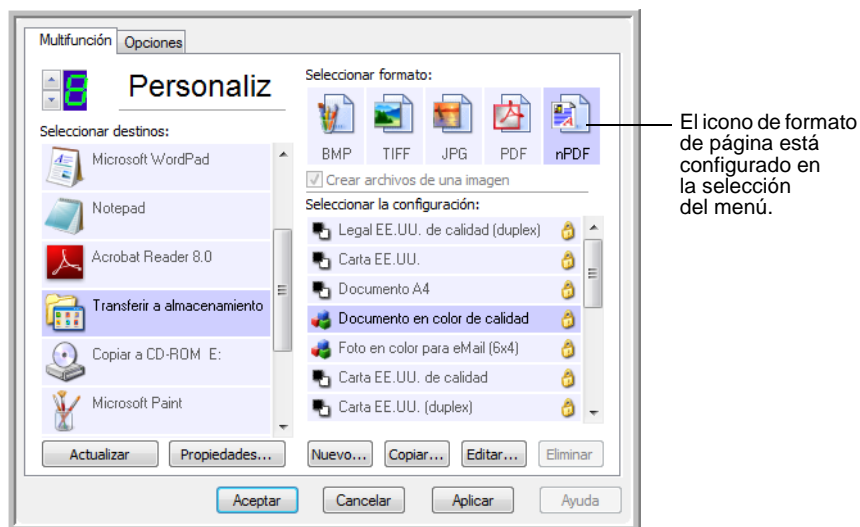 Multifunción
Opciones
8
Personaliz
Seleccionar destinos:
Microsoft WordPad
Notepad
Acrobat Reader 8.0
Transferir a almacenamiento
Copiar a CD-ROM E:
Microsoft Paint
Actualizar
Propiedades...
Seleccionar formato:
BMP
TIFF
JPG
PDF
nPDF
Crear archivos de una imagen
Seleccionar la configuración:
Legal EE.UU. de calidad (duplex)
Carta EE.UU.
Documento A4
Documento en color de calidad
Foto en color para eMail (6x4)
Carta EE.UU. de calidad
Carta EE.UU. (duplex)
Nuevo...
Copiar...
Editar...
Eliminar
Aceptar
Cancelar
Aplicar
Ayuda
El icono de formato
de página está
configurado en
la selección
del menú.